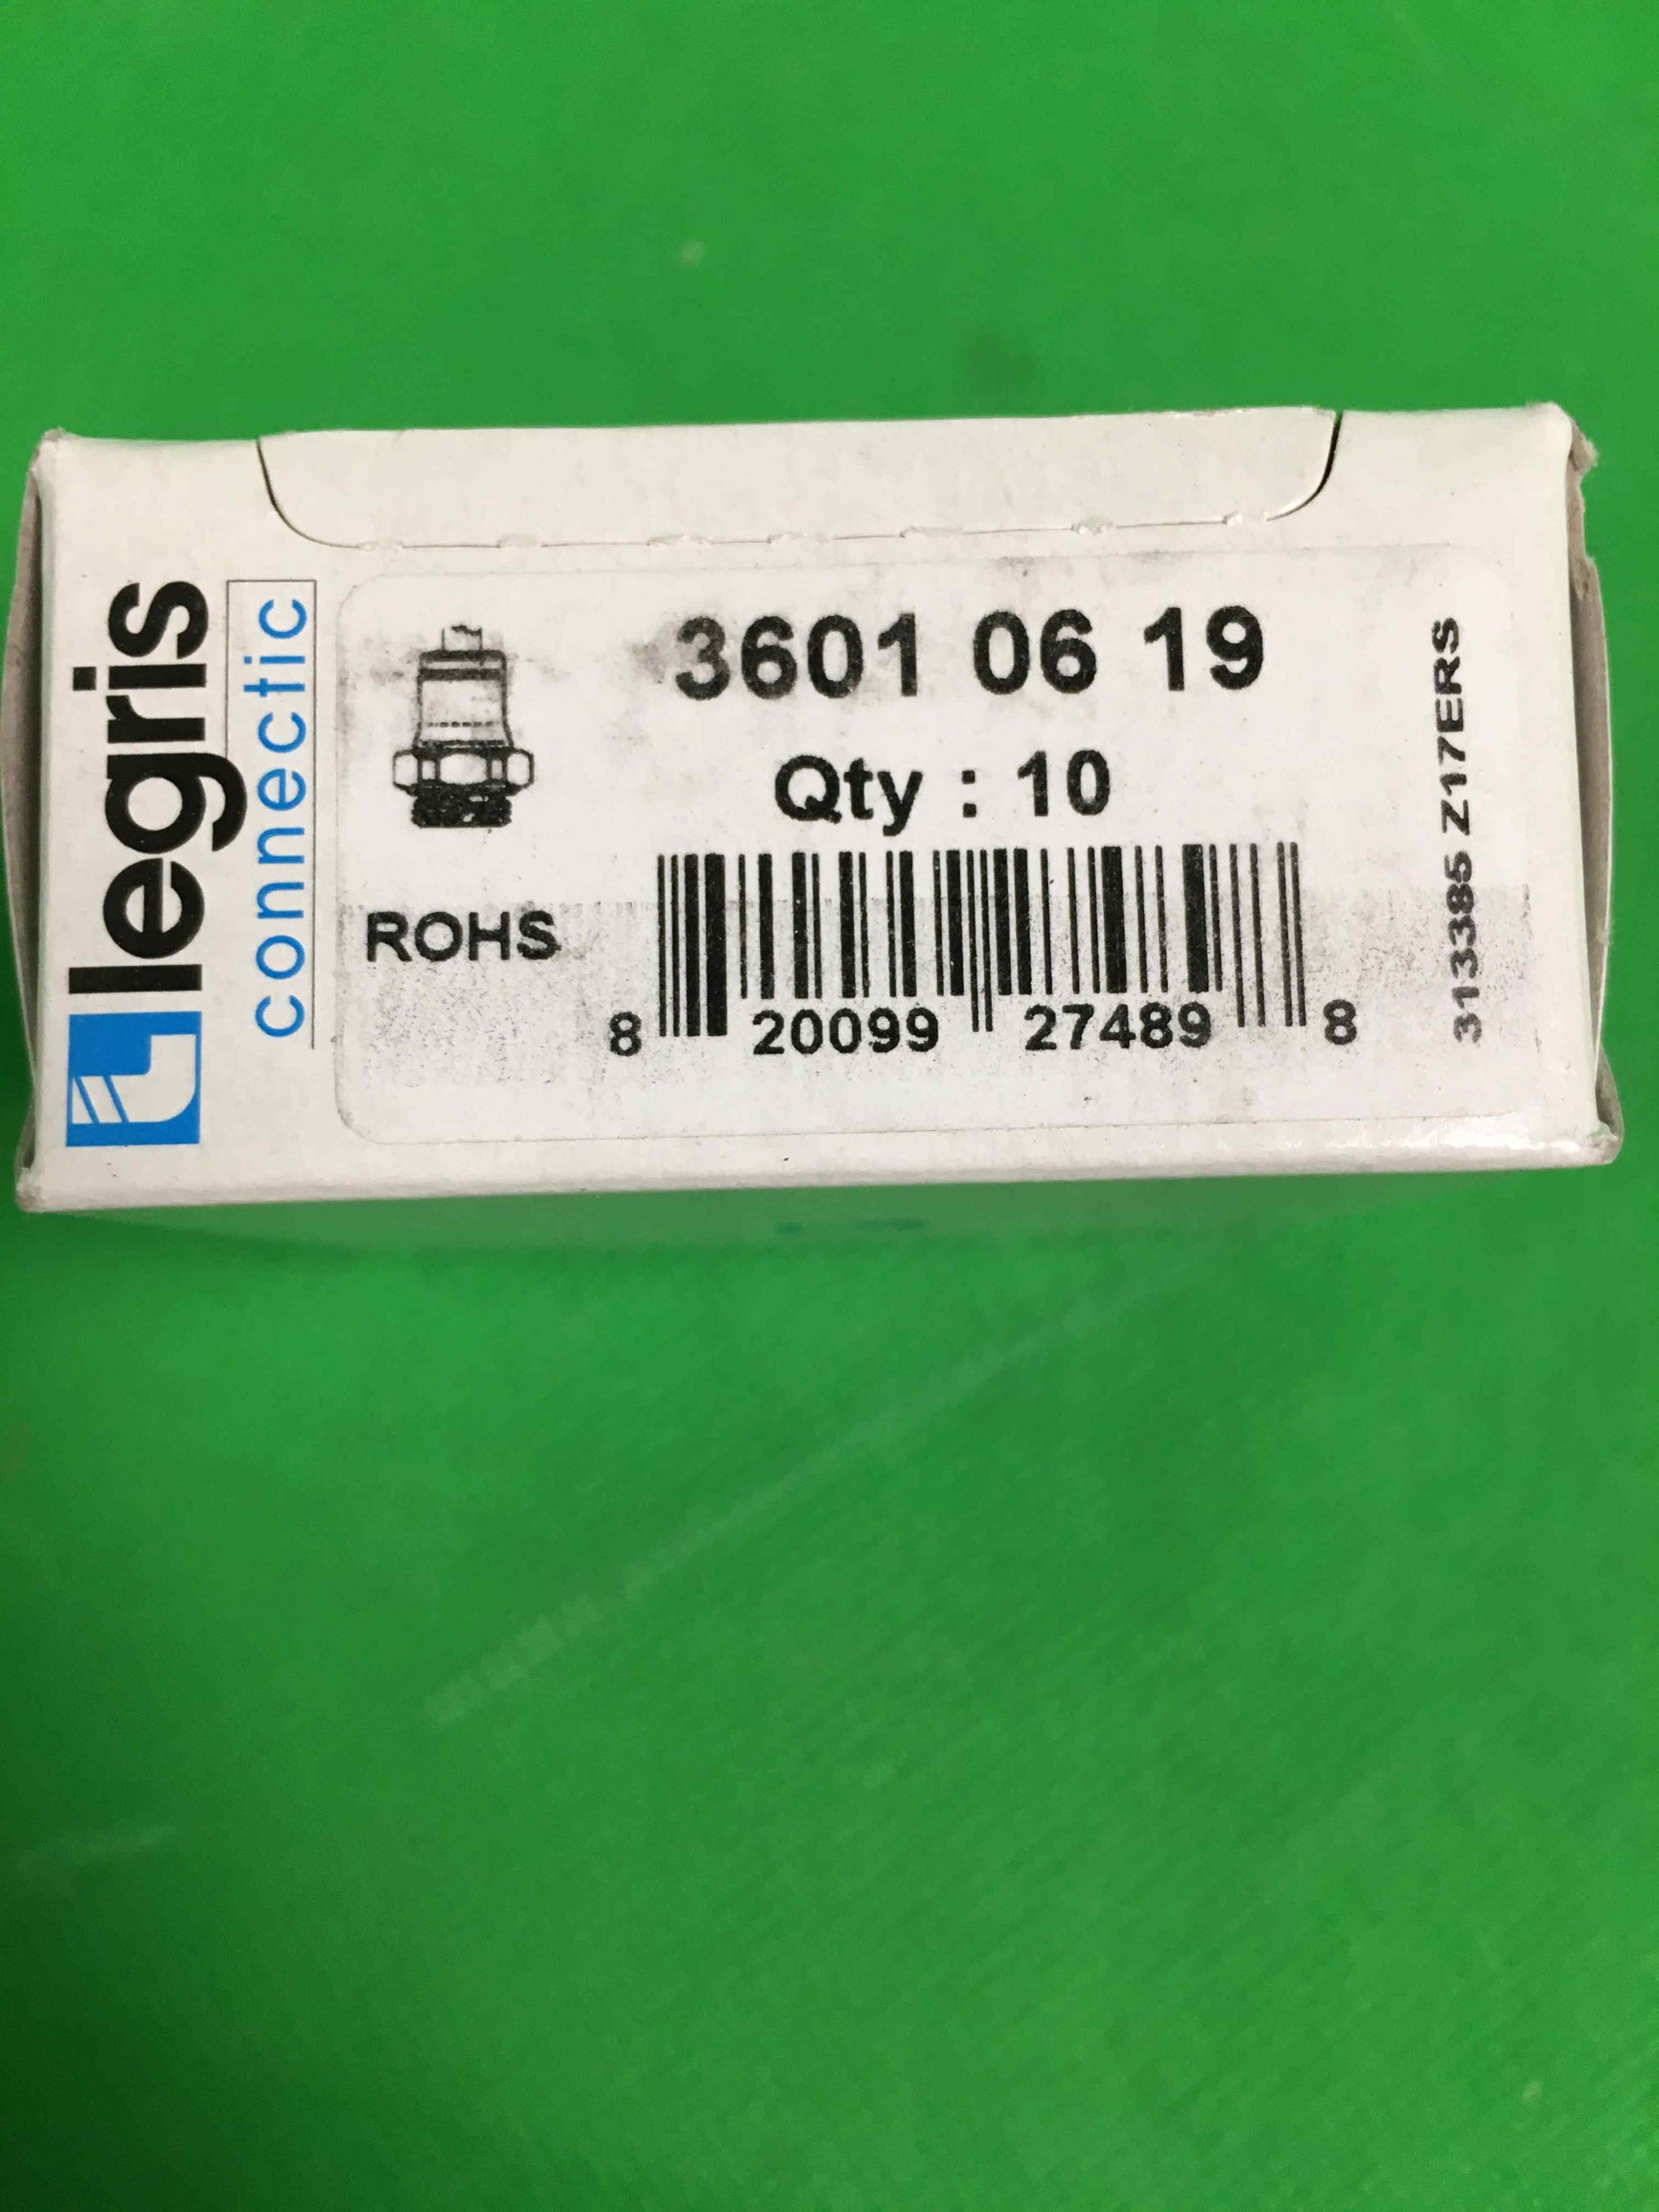 legris
connectic
3601 06 19
Qty : 10
ROHS
8 20099 27489 8
313385 Z17ERS